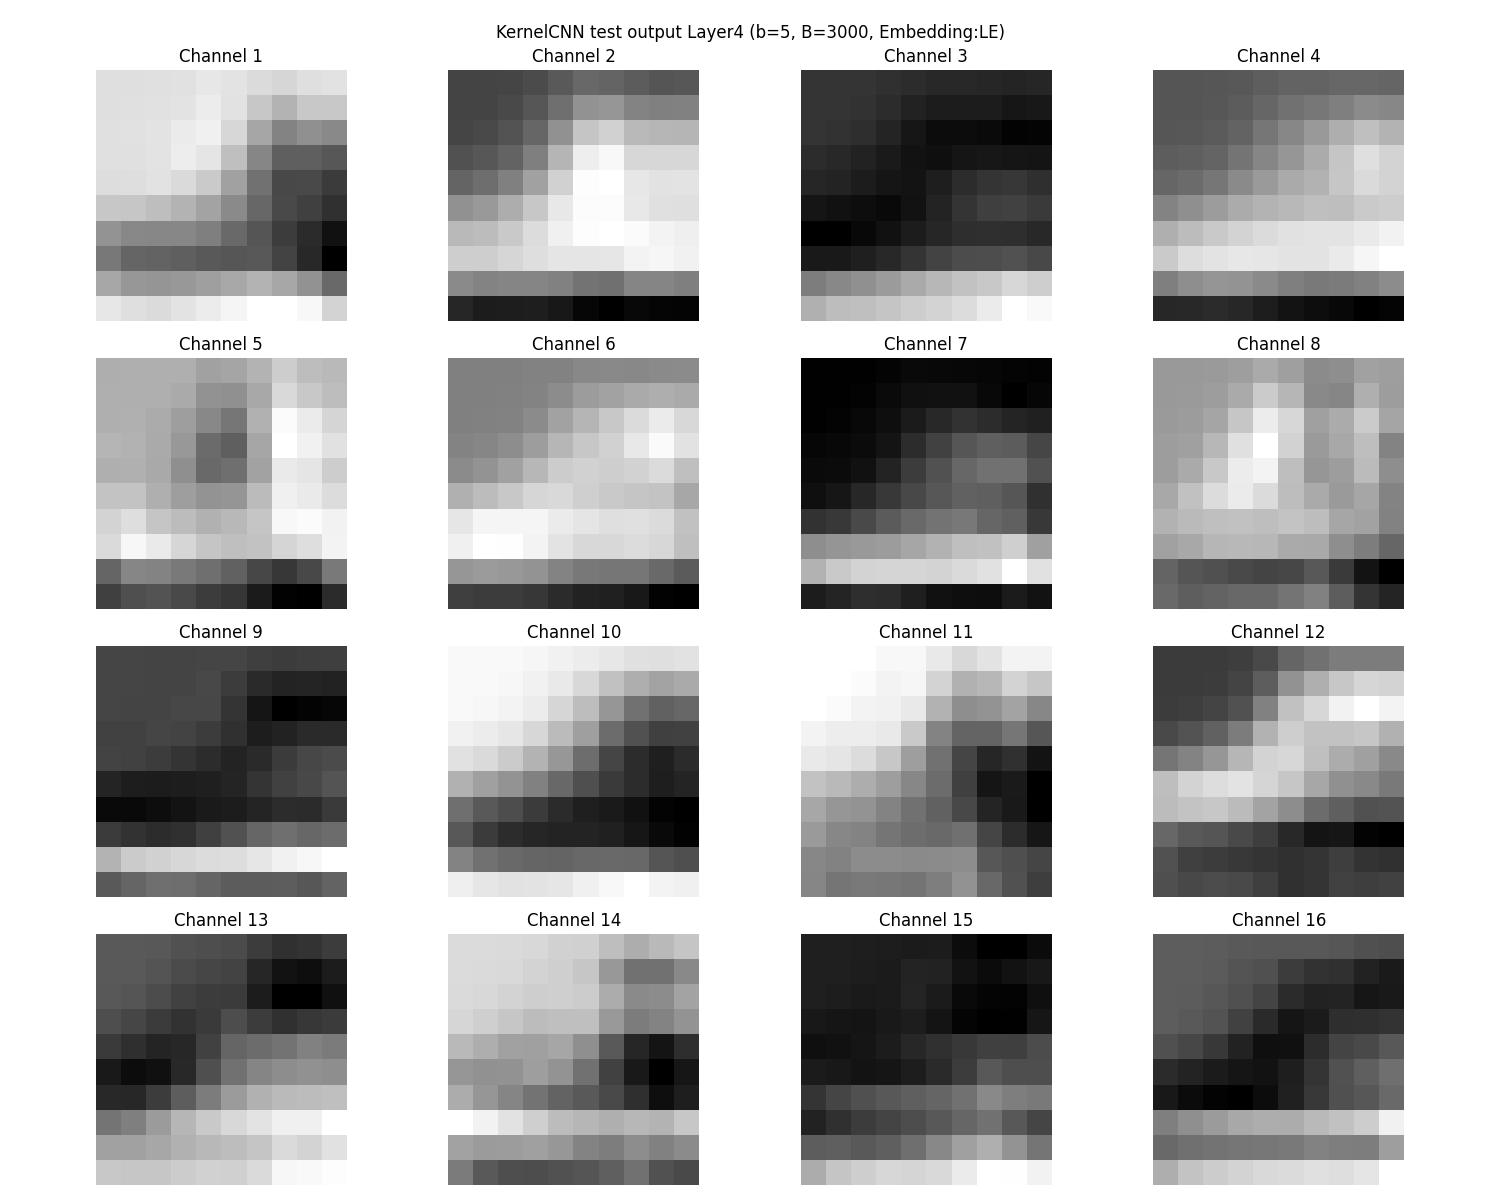 KernelCNN test output Layer4 (b=5, B=3000, Embedding:LE)
Channel 1
Channel 2
Channel 3
Channel 4
Channel 5
Channel 6
Channel 7
Channel 8
Channel 9
Channel 10
Channel 11
Channel 12
Channel 13
Channel 14
Channel 15
Channel 16